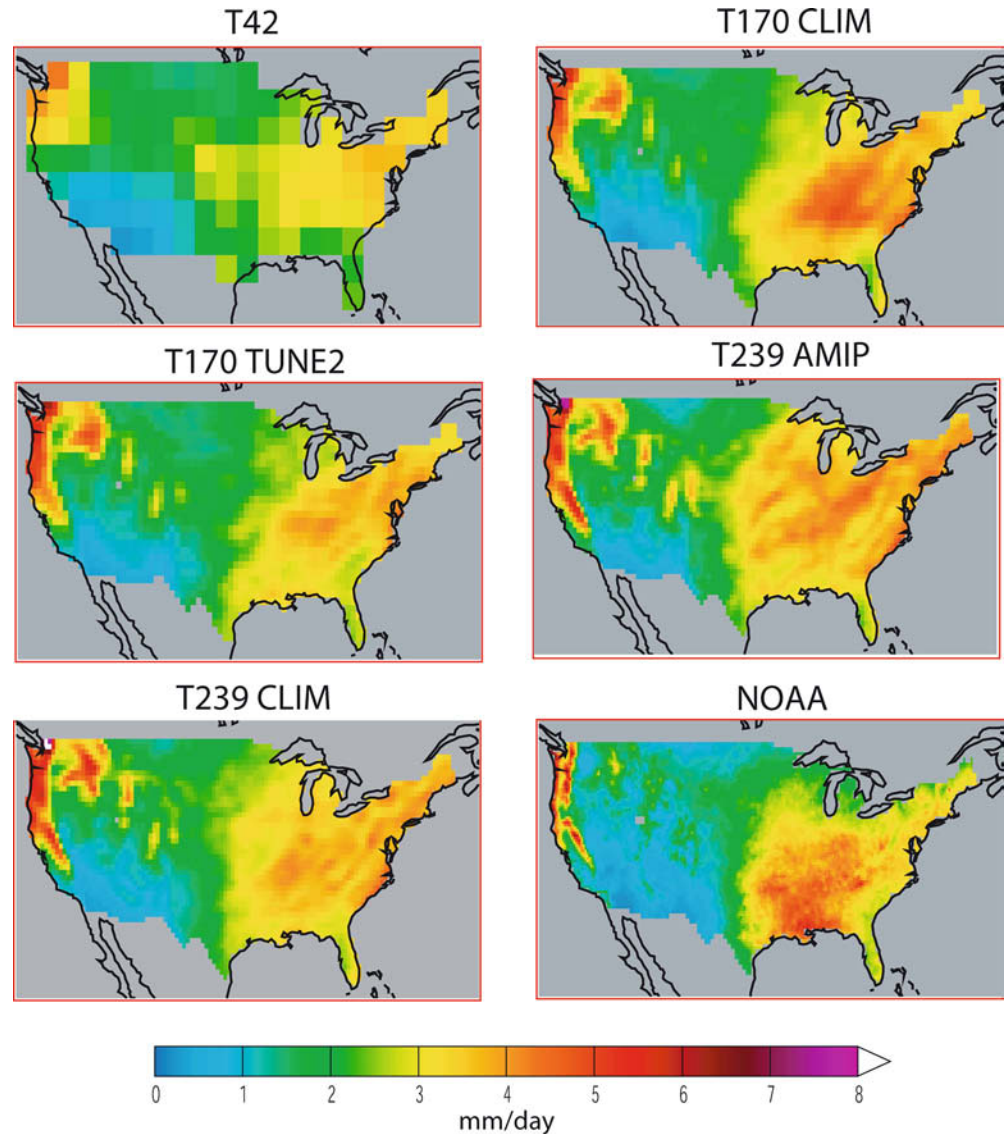 T42
T170 CLIM
T170 TUNE2
T239 AMIP
T239 CLIM
NOAA
0 1 2 3 4 5 6 7 8
mm/day